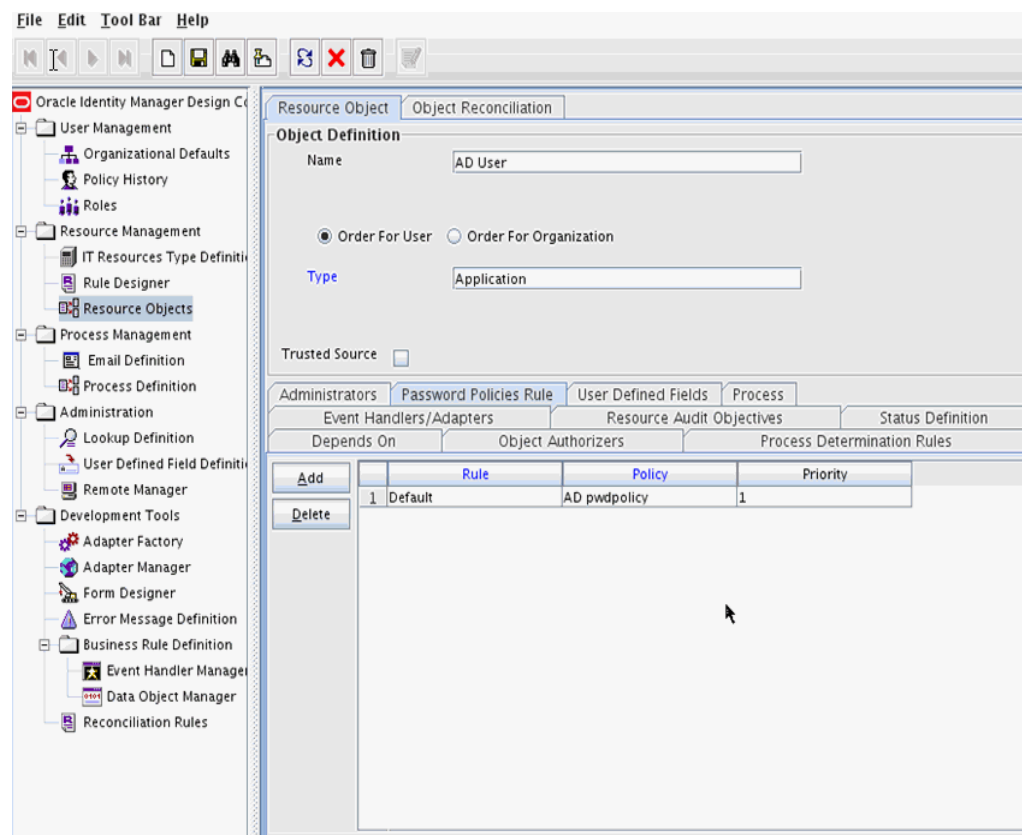 File Edit Tool Bar Help
Oracle Identity Manager Design Co
User Management
Organizational Defaults
Policy History
Roles
Resource Management
IT Resources Type Definiti
Rule Designer
Resource Objects
Process Management
Email Definition
Process Definition
Administration
Lookup Definition
User Defined Field Definiti
Remote Manager
Development Tools
Adapter Factory
Adapter Manager
Form Designer
Error Message Definition
Business Rule Definition
Event Handler Manager
Data Object Manager
Reconciliation Rules
Resource Object Object Reconciliation
Object Definition
Name AD User
Order For User Order For Organization
Type Application
Trusted Source
Administrators Password Policies Rule User Defined Fields Process
Event Handlers/Adapters Resource Audit Objectives Status Definition
Depends On Object Authorizers Process Determination Rules
Add
Delete
Rule Policy Priority
1 Default AD pwdpolicy 1